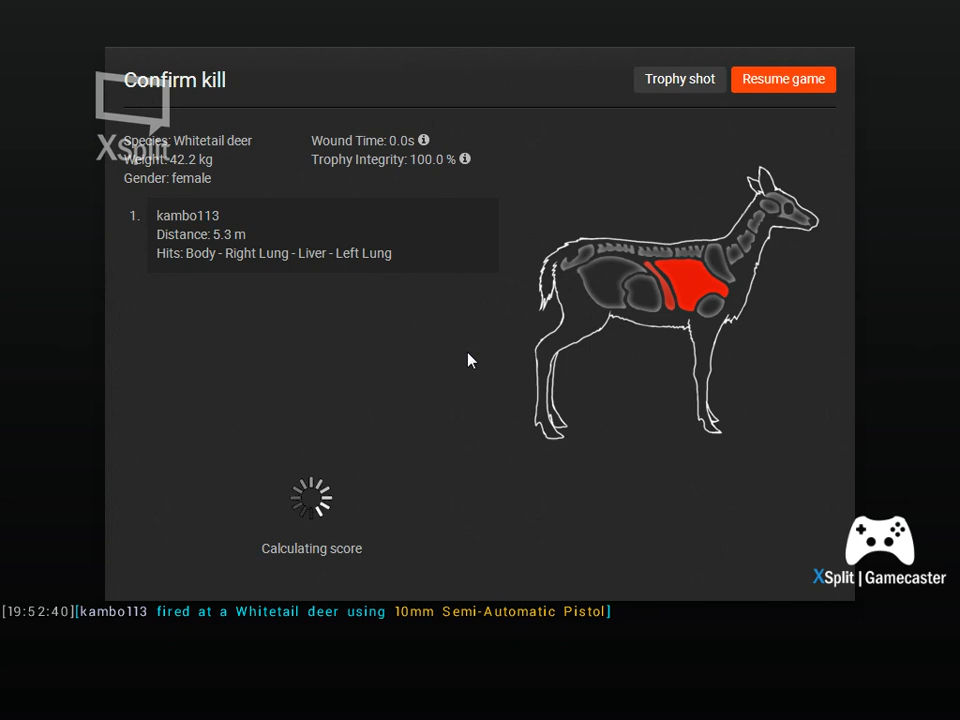 Confirm kill
Trophy shot
Resume game
XSplit
Species: Whitetail deer
Weight: 42.2 kg
Gender: female
Wound Time: 0.0s
Trophy Integrity: 100.0 %
1.
kambo113
Distance: 5.3 m
Hits: Body - Right Lung - Liver - Left Lung
Calculating score
XSplit | Gamecaster
[19:52:40][kambo113 fired at a Whitetail deer using 10mm Semi-Automatic Pistol]